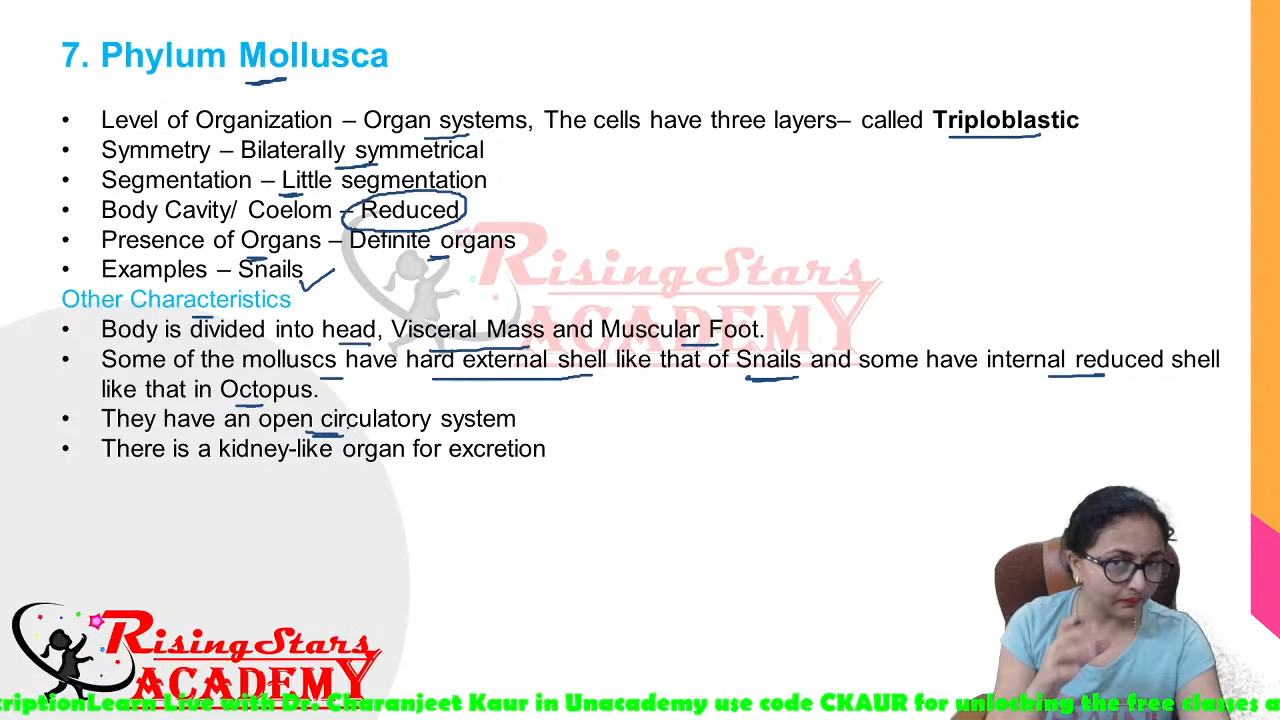 7. Phylum Mollusca
• Level of Organization – Organ systems, The cells have three layers– called Triploblastic
• Symmetry – Bilaterally symmetrical
• Segmentation – Little segmentation
• Body Cavity/ Coelom – Reduced
• Presence of Organs – Definite organs
• Examples – Snails
Other Characteristics
• Body is divided into head, Visceral Mass and Muscular Foot.
• Some of the molluscs have hard external shell like that of Snails and some have internal reduced shell
like that in Octopus.
• They have an open circulatory system
• There is a kidney-like organ for excretion
Rising Stars
ACADEMY
Rising Stars
ACADEMY
criptionLearn Live with Dr. Charanjeet Kaur in Unacademy use code CKAUR for unlocking the free classes a